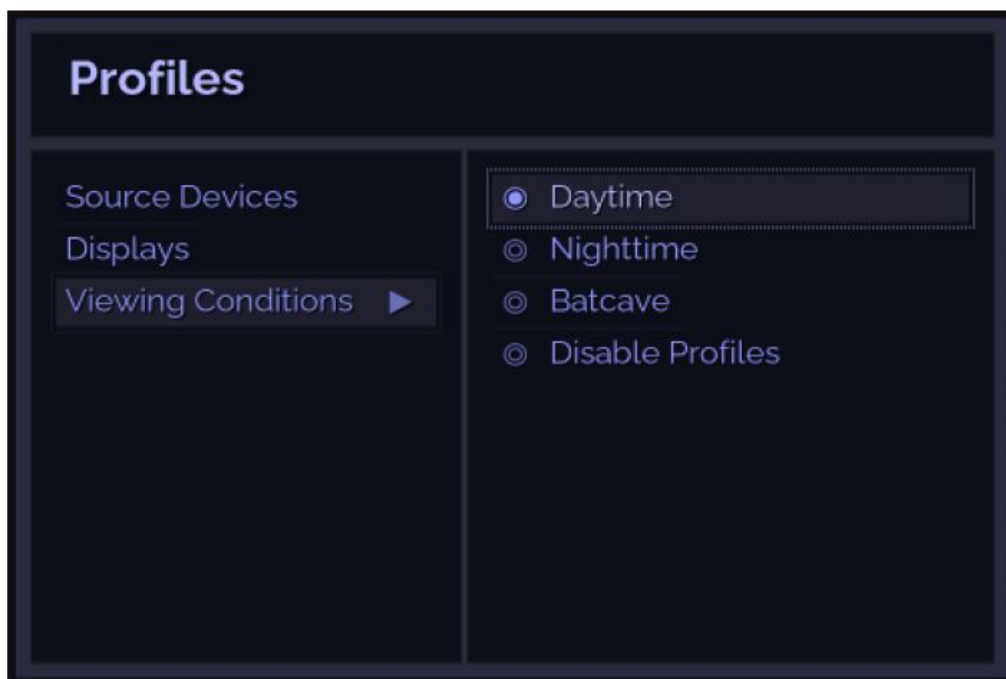 Profiles
Source Devices
Displays
Viewing Conditions
Daytime
Nighttime
Batcave
Disable Profiles